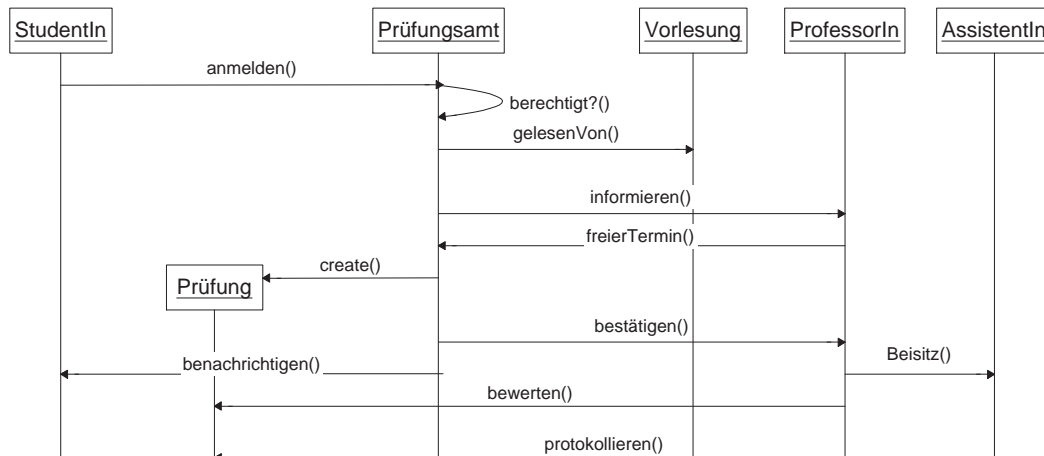 StudentIn
Prüfungsamt
Vorlesung
ProfessorIn
AssistentIn
anmelden()
berechtigt?()
gelesenVon()
informieren()
freierTermin()
create()
Prüfung
bestätigen()
benachrichtigen()
Beisitz()
bewerten()
protokollieren()